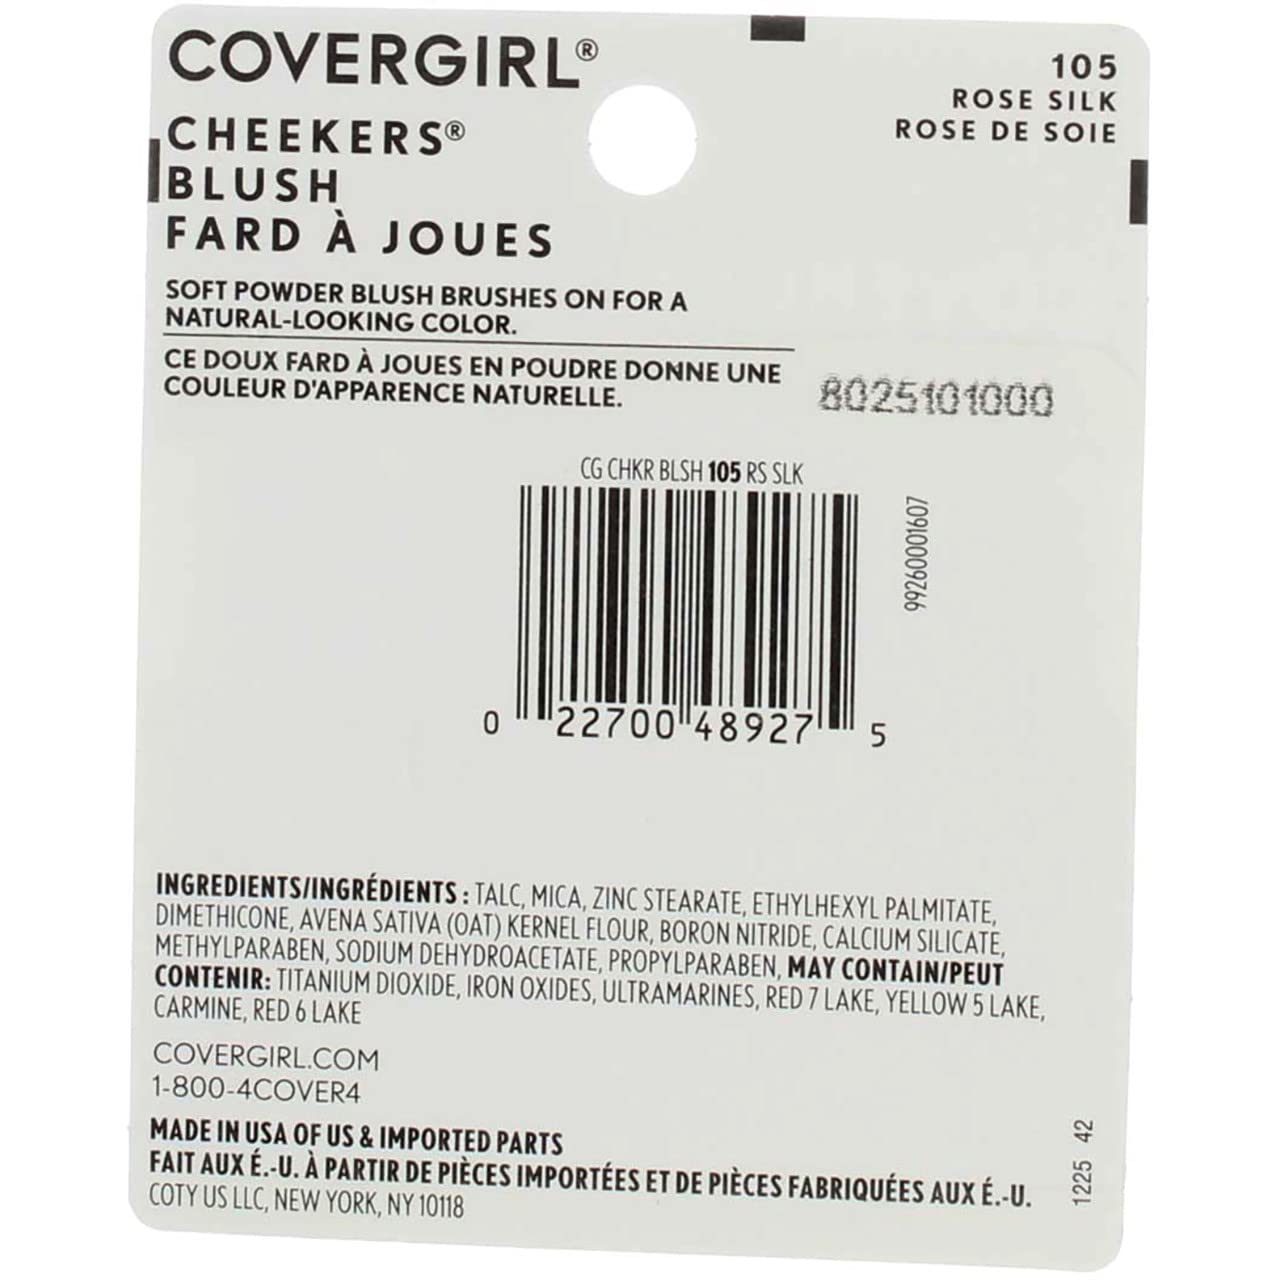 COVERGIRL®
CHEEKERS®
BLUSH
FARD À JOUES
105
ROSE SILK
ROSE DE SOIE
SOFT POWDER BLUSH BRUSHES ON FOR A
NATURAL-LOOKING COLOR.
CE DOUX FARD À JOUES EN POUDRE DONNE UNE
COULEUR D'APPARENCE NATURELLE.
8025101000
CG CHKR BLSH 105 RS SLK
99260001607
0 22700 48927 5
INGREDIENTS/INGRÉDIENTS : TALC, MICA, ZINC STEARATE, ETHYLHEXYL PALMITATE,
DIMETHICONE, AVENA SATIVA (OAT) KERNEL FLOUR, BORON NITRIDE, CALCIUM SILICATE,
METHYLPARABEN, SODIUM DEHYDROACETATE, PROPYLPARABEN, MAY CONTAIN/PEUT
CONTENIR: TITANIUM DIOXIDE, IRON OXIDES, ULTRAMARINES, RED 7 LAKE, YELLOW 5 LAKE,
CARMINE, RED 6 LAKE
COVERGIRL.COM
1-800-4COVER4
MADE IN USA OF US & IMPORTED PARTS
FAIT AUX É.-U. À PARTIR DE PIÈCES IMPORTÉES ET DE PIÈCES FABRIQUÉES AUX É.-U.
COTY US LLC, NEW YORK, NY 10118
1225 42